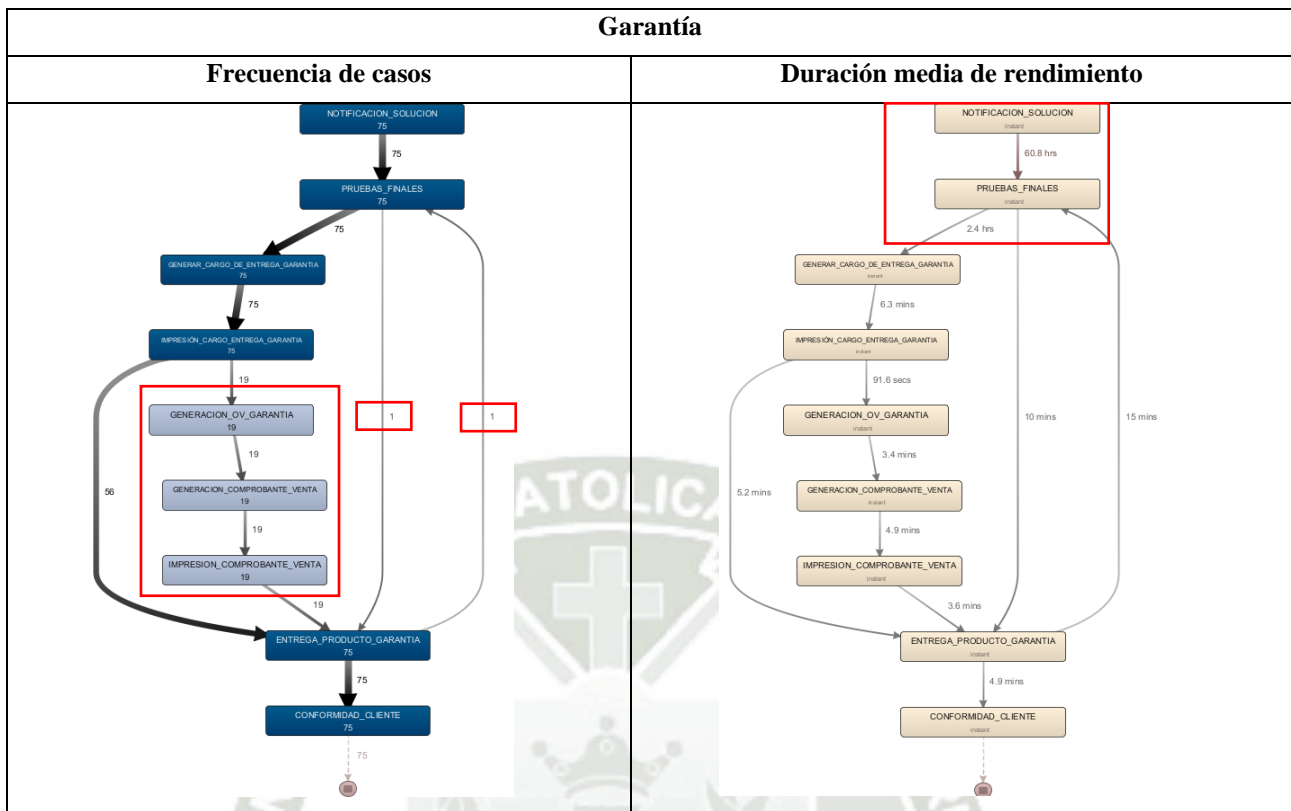 Garantía
Frecuencia de casos
Duración media de rendimiento
NOTIFICACION_SOLUCION
75
75
PRUEBAS_FINALES
75
75
GENERAR_CARGO_DE_ENTREGA_GARANTIA
75
75
IMPRESIÓN_CARGO_ENTREGA_GARANTIA
75
19
GENERACION_OV_GARANTIA
19
1
1
19
GENERACION_COMPROBANTE_VENTA
19
56
19
IMPRESION_COMPROBANTE_VENTA
19
19
ENTREGA_PRODUCTO_GARANTIA
75
75
CONFORMIDAD_CLIENTE
75
75
NOTIFICACION_SOLUCION
instant
60.8 hrs
PRUEBAS_FINALES
instant
2.4 hrs
GENERAR_CARGO_DE_ENTREGA_GARANTIA
instant
6.3 mins
IMPRESIÓN_CARGO_ENTREGA_GARANTIA
instant
91.6 secs
GENERACION_OV_GARANTIA
instant
10 mins
15 mins
3.4 mins
GENERACION_COMPROBANTE_VENTA
instant
5.2 mins
4.9 mins
IMPRESION_COMPROBANTE_VENTA
instant
3.6 mins
ENTREGA_PRODUCTO_GARANTIA
instant
4.9 mins
CONFORMIDAD_CLIENTE
instant
CATOLICA